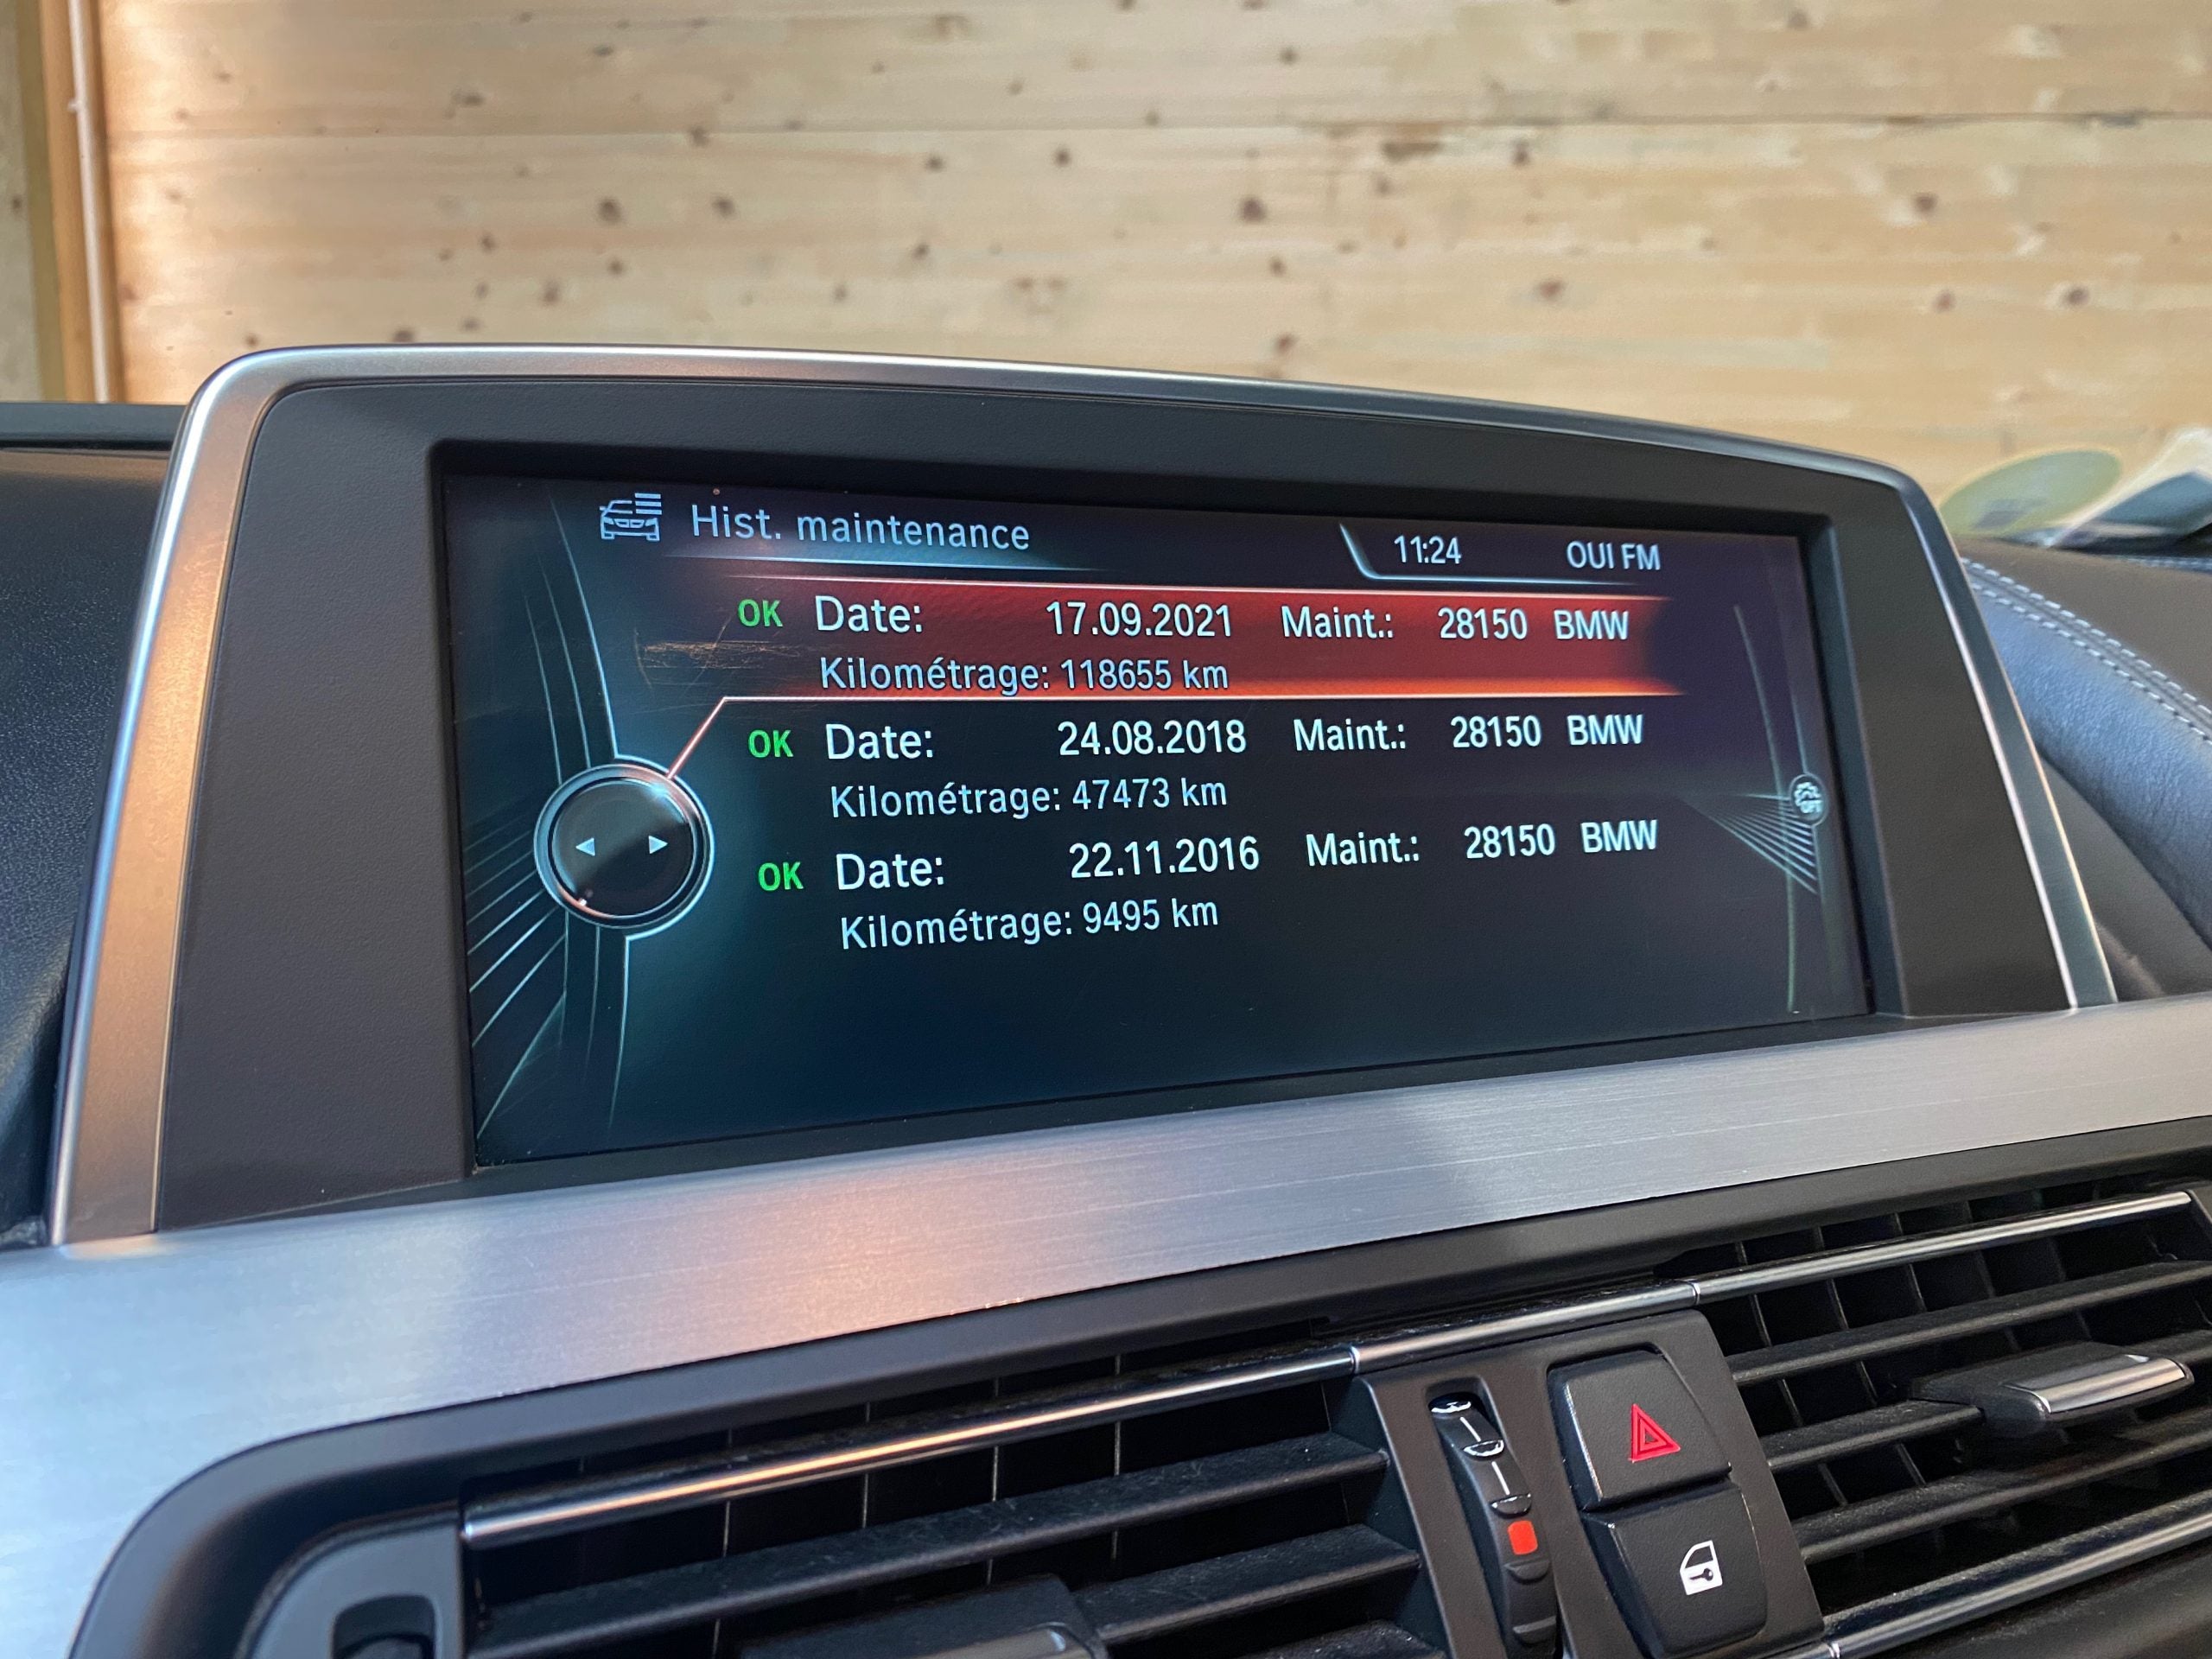 Hist. maintenance 11:24 OUI FM
OK Date: 17.09.2021 Maint.: 28150 BMW
Kilométrage: 118655 km
OK Date: 24.08.2018 Maint.: 28150 BMW
Kilométrage: 47473 km
OK Date: 22.11.2016 Maint.: 28150 BMW
Kilométrage: 9495 km